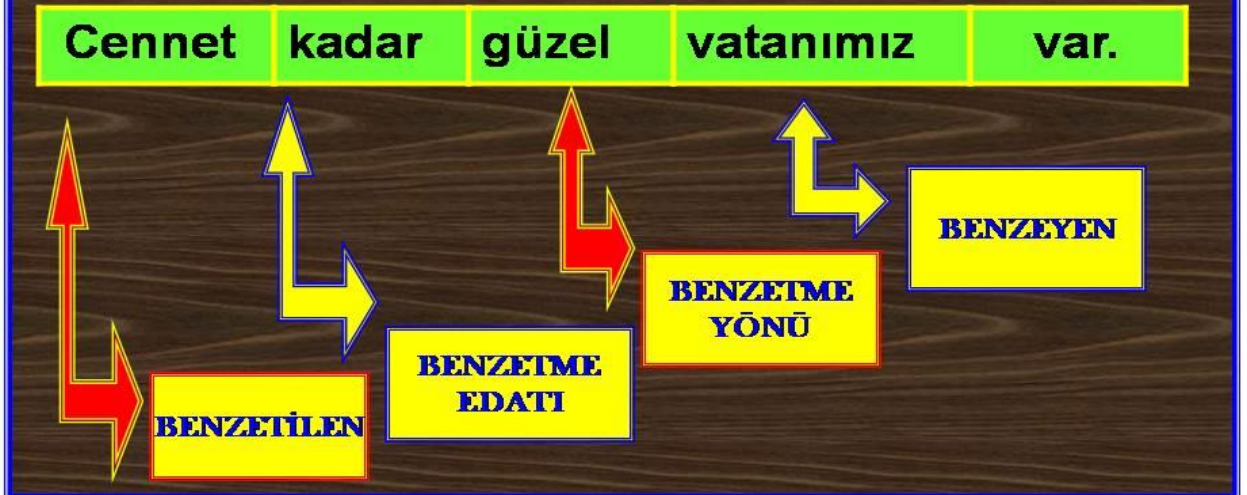 Cennet kadar güzel vatanımız var.
BENZEYEN
BENZETME
YÖNÜ
BENZETME
EDATI
BENZETİLEN